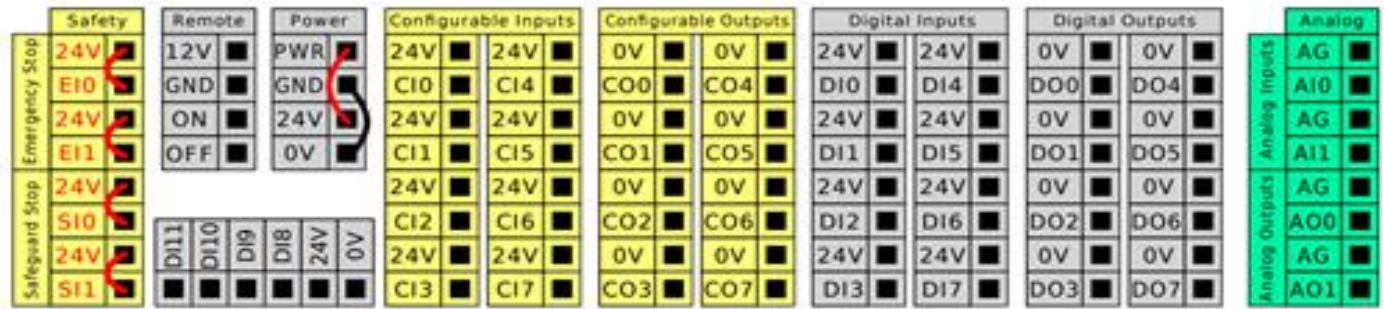 Safety Remote Power Configurable Inputs Configurable Outputs Digital Inputs Digital Outputs Analog
Emergency Stop
Safeguard Stop
24V
EI0
24V
EI1
24V
SI0
24V
SI1
12V
GND
ON
OFF
PWR
GND
24V
0V
DI11
DI10
DI9
DI8
24V
0V
24V 24V
CI0 CI4
24V 24V
CI1 CI5
24V 24V
CI2 CI6
24V 24V
CI3 CI7
0V 0V
CO0 CO4
0V 0V
CO1 CO5
0V 0V
CO2 CO6
0V 0V
CO3 CO7
24V 24V
DI0 DI4
24V 24V
DI1 DI5
24V 24V
DI2 DI6
24V 24V
DI3 DI7
0V 0V
DO0 DO4
0V 0V
DO1 DO5
0V 0V
DO2 DO6
0V 0V
DO3 DO7
Analog Inputs
Analog Outputs
AG
AI0
AG
AI1
AG
AO0
AG
AO1